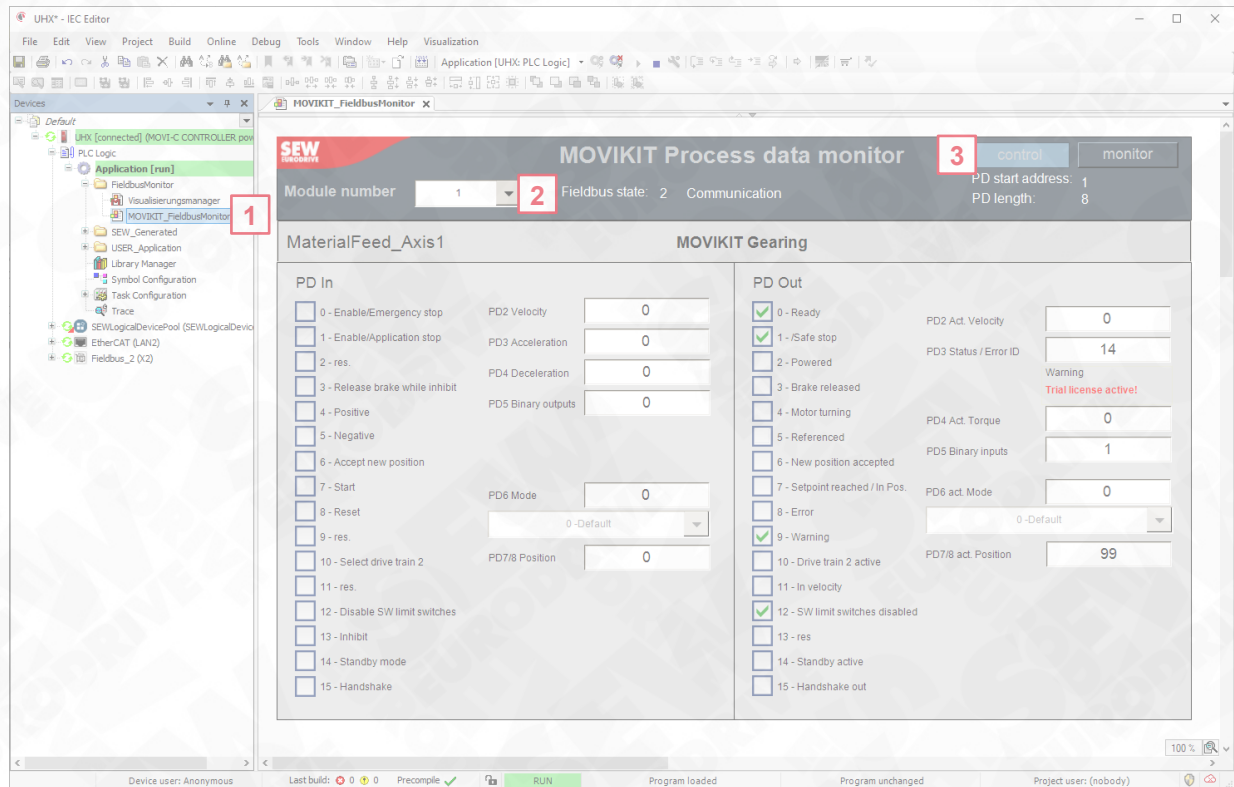 UHX* - IEC Editor
File Edit View Project Build Online Debug Tools Window Help Visualization
Application [UHX: PLC Logic]
Devices
MOVIKIT_FieldbusMonitor
Default
UHX [connected] (MOVI-C CONTROLLER pow
PLC Logic
Application [run]
FieldbusMonitor
Visualisierungsmanager
MOVIKIT_FieldbusMonitor
1
SEW_Generated
USER_Application
Library Manager
Symbol Configuration
Task Configuration
Trace
SEWLogicalDevicePool (SEWLogicalDevic
EtherCAT (LAN2)
Fieldbus_2 (X2)
SEW
EURODRIVE
MOVIKIT Process data monitor
3
control
monitor
Module number
1
2
Fieldbus state: 2 Communication
PD start address: 1
PD length: 8
MaterialFeed_Axis1
MOVIKIT Gearing
PD In
0 - Enable/Emergency stop
1 - Enable/Application stop
2 - res.
3 - Release brake while inhibit
4 - Positive
5 - Negative
6 - Accept new position
7 - Start
8 - Reset
9 - res.
10 - Select drive train 2
11 - res.
12 - Disable SW limit switches
13 - Inhibit
14 - Standby mode
15 - Handshake
PD2 Velocity 0
PD3 Acceleration 0
PD4 Deceleration 0
PD5 Binary outputs 0
PD6 Mode 0
0 -Default
PD7/8 Position 0
PD Out
0 - Ready
1 - /Safe stop
2 - Powered
3 - Brake released
4 - Motor turning
5 - Referenced
6 - New position accepted
7 - Setpoint reached / In Pos.
8 - Error
9 - Warning
10 - Drive train 2 active
11 - In velocity
12 - SW limit switches disabled
13 - res
14 - Standby active
15 - Handshake out
PD2 Act. Velocity 0
PD3 Status / Error ID 14
Warning
Trial license active!
PD4 Act. Torque 0
PD5 Binary inputs 1
PD6 act. Mode 0
0 -Default
PD7/8 act. Position 99
100 %
Device user: Anonymous
Last build: 0 0 Precompile
RUN
Program loaded
Program unchanged
Project user: (nobody)